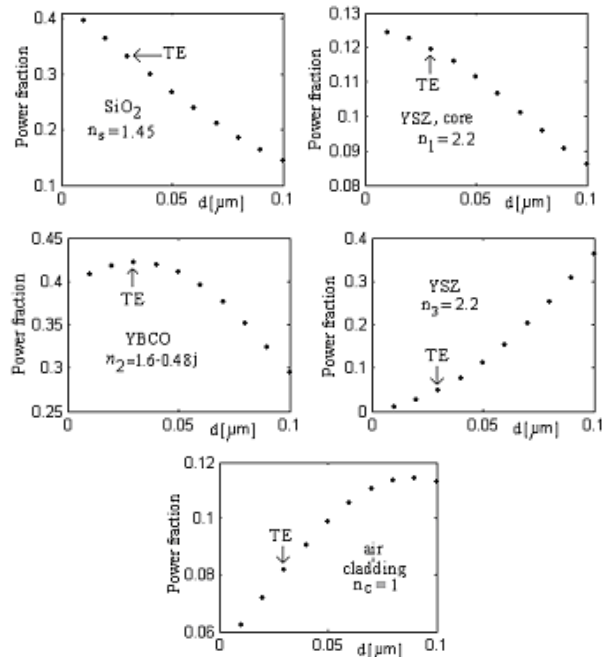 0.4
0.3
0.2
0.1
0
0.05
0.1
Power fraction
d[µm]
TE
SiO2
ns=1.45
0.13
0.12
0.11
0.1
0.09
0.08
0
0.05
0.1
Power fraction
d[µm]
TE
YSZ, core
n1=2.2
0.45
0.4
0.35
0.3
0.25
0
0.05
0.1
Power fraction
d[µm]
TE
YBCO
n2=1.6-0.48j
0.4
0.3
0.2
0.1
0
0
0.05
0.1
Power fraction
d[µm]
YSZ
n3=2.2
TE
0.12
0.1
0.08
0.06
0
0.05
0.1
Power fraction
d[µm]
TE
air
cladding
nc=1